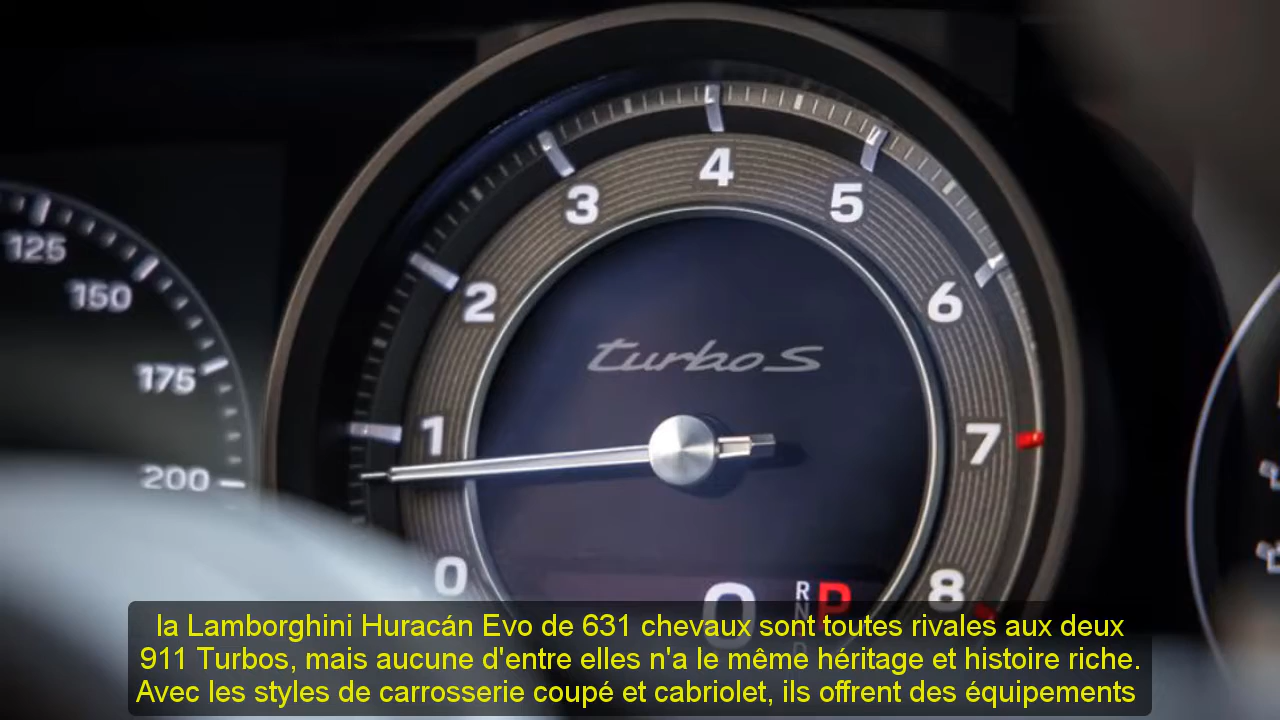 125
150
175
200
0
1
2
3
4
5
6
7
8
turbo S
0
R
N
P
D
la Lamborghini Huracán Evo de 631 chevaux sont toutes rivales aux deux
911 Turbos, mais aucune d'entre elles n'a le même héritage et histoire riche.
Avec les styles de carrosserie coupé et cabriolet, ils offrent des équipements